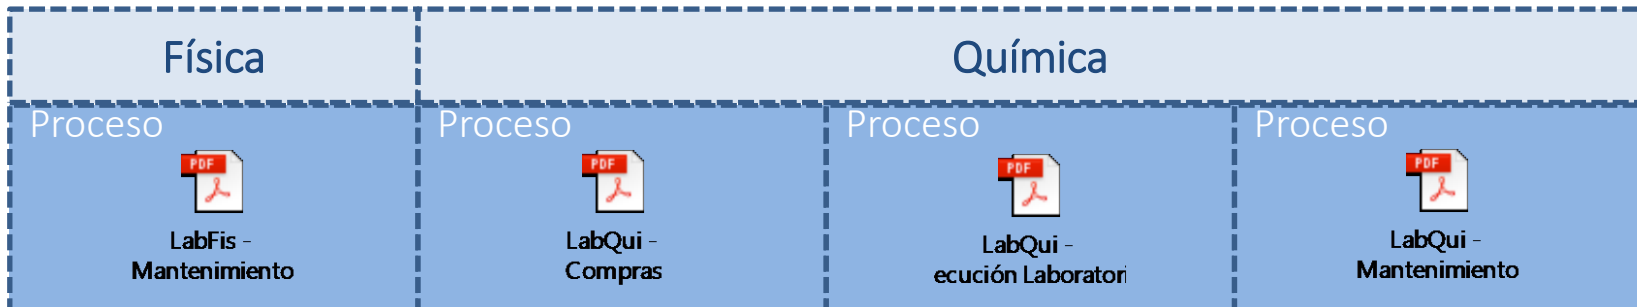 Física
Química
Proceso
Proceso
Proceso
Proceso
PDF
PDF
PDF
PDF
LabFis -
Mantenimiento
LabQui -
Compras
LabQui -
ecución Laboratori
LabQui -
Mantenimiento